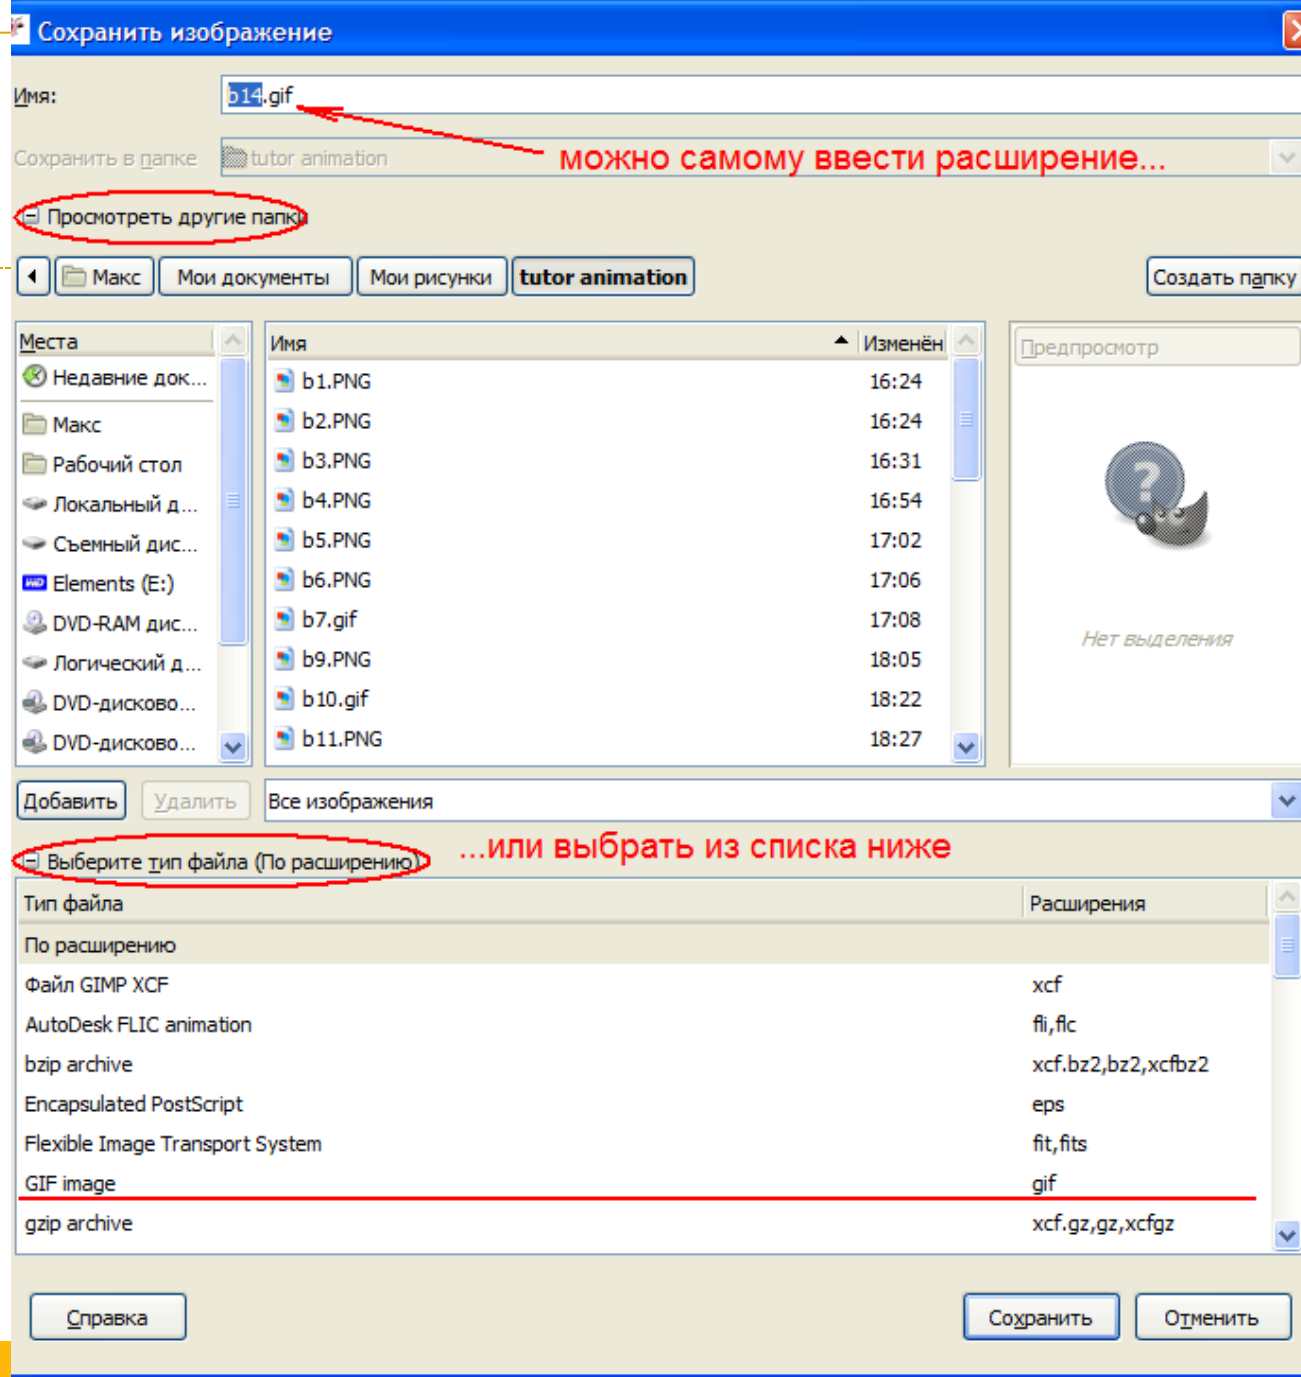 Сохранить изображение
Имя: b14.gif
Сохранить в папке tutor animation
можно самому ввести расширение...
Просмотреть другие папки
Макс Мои документы Мои рисунки tutor animation Создать папку
Места Имя Изменён Предпросмотр
Недавние док... b1.PNG 16:24
Макс b2.PNG 16:24
Рабочий стол b3.PNG 16:31
Локальный д... b4.PNG 16:54
Съемный дис... b5.PNG 17:02
Elements (E:) b6.PNG 17:06
DVD-RAM дис... b7.gif 17:08
Нет выделения
Логический д... b9.PNG 18:05
DVD-дисково... b10.gif 18:22
DVD-дисково... b11.PNG 18:27
Добавить Удалить Все изображения
...или выбрать из списка ниже
Выберите тип файла (По расширению)
Тип файла Расширения
По расширению
Файл GIMP XCF xcf
AutoDesk FLIC animation fli,flc
bzip archive xcf.bz2,bz2,xcfbz2
Encapsulated PostScript eps
Flexible Image Transport System fit,fits
GIF image gif
gzip archive xcf.gz,gz,xcfgz
Справка Сохранить Отменить